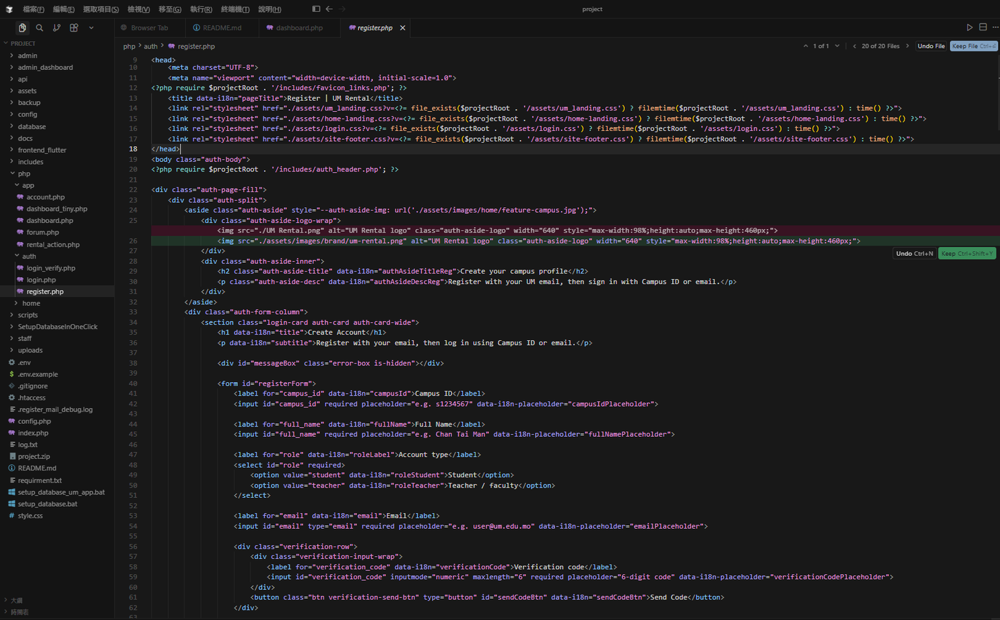 檔案(F) 編輯(E) 選取項目(S) 檢視(V) 移至(G) 執行(R) 終端機(T) 說明(H)
project
Browser Tab
README.md
dashboard.php
register.php
PROJECT
admin
admin_dashboard
api
assets
backup
config
database
docs
frontend_flutter
includes
php
app
account.php
dashboard_tiny.php
dashboard.php
forum.php
rental_action.php
auth
login_verify.php
login.php
register.php
home
scripts
SetupDatabaseInOneClick
staff
uploads
.env
.env.example
.gitignore
.htaccess
.register_mail_debug.log
config.php
index.php
log.txt
project.zip
README.md
requirment.txt
setup_database_um_app.bat
setup_database.bat
style.css
大綱
時間表
php > auth > register.php
1 of 1
20 of 20 Files
Undo File
Keep File Ctrl+⏎
9 <head>
10 <meta charset="UTF-8">
11 <meta name="viewport" content="width=device-width, initial-scale=1.0">
12 <?php require $projectRoot . '/includes/favicon_links.php'; ?>
13 <title data-i18n="pageTitle">Register | UM Rental</title>
14 <link rel="stylesheet" href="./assets/um_landing.css?v=<?= file_exists($projectRoot . '/assets/um_landing.css') ? filemtime($projectRoot . '/assets/um_landing.css') : time() ?>">
15 <link rel="stylesheet" href="./assets/home-landing.css?v=<?= file_exists($projectRoot . '/assets/home-landing.css') ? filemtime($projectRoot . '/assets/home-landing.css') : time() ?>">
16 <link rel="stylesheet" href="./assets/login.css?v=<?= file_exists($projectRoot . '/assets/login.css') ? filemtime($projectRoot . '/assets/login.css') : time() ?>">
17 <link rel="stylesheet" href="./assets/site-footer.css?v=<?= file_exists($projectRoot . '/assets/site-footer.css') ? filemtime($projectRoot . '/assets/site-footer.css') : time() ?>">
18 </head>
19 <body class="auth-body">
20 <?php require $projectRoot . '/includes/auth_header.php'; ?>
21
22 <div class="auth-page-fill">
23 <div class="auth-split">
24 <aside class="auth-aside" style="--auth-aside-img: url('./assets/images/home/feature-campus.jpg');">
25 <div class="auth-aside-logo-wrap">
<img src="./UM Rental.png" alt="UM Rental logo" class="auth-aside-logo" width="640" style="max-width:98%;height:auto;max-height:460px;">
26 <img src="./assets/images/brand/um-rental.png" alt="UM Rental logo" class="auth-aside-logo" width="640" style="max-width:98%;height:auto;max-height:460px;">
27 </div>
Undo Ctrl+N
Keep Ctrl+Shift+Y
28 <div class="auth-aside-inner">
29 <h2 class="auth-aside-title" data-i18n="authAsideTitleReg">Create your campus profile</h2>
30 <p class="auth-aside-desc" data-i18n="authAsideDescReg">Register with your UM email, then sign in with Campus ID or email.</p>
31 </div>
32 </aside>
33 <div class="auth-form-column">
34 <section class="login-card auth-card auth-card-wide">
35 <h1 data-i18n="title">Create Account</h1>
36 <p data-i18n="subtitle">Register with your email, then log in using Campus ID or email.</p>
37
38 <div id="messageBox" class="error-box is-hidden"></div>
39
40 <form id="registerForm">
41 <label for="campus_id" data-i18n="campusId">Campus ID</label>
42 <input id="campus_id" required placeholder="e.g. s1234567" data-i18n-placeholder="campusIdPlaceholder">
43
44 <label for="full_name" data-i18n="fullName">Full Name</label>
45 <input id="full_name" required placeholder="e.g. Chan Tai Man" data-i18n-placeholder="fullNamePlaceholder">
46
47 <label for="role" data-i18n="roleLabel">Account type</label>
48 <select id="role" required>
49 <option value="student" data-i18n="roleStudent">Student</option>
50 <option value="teacher" data-i18n="roleTeacher">Teacher / faculty</option>
51 </select>
52
53 <label for="email" data-i18n="email">Email</label>
54 <input id="email" type="email" required placeholder="e.g. user@um.edu.mo" data-i18n-placeholder="emailPlaceholder">
55
56 <div class="verification-row">
57 <div class="verification-input-wrap">
58 <label for="verification_code" data-i18n="verificationCode">Verification code</label>
59 <input id="verification_code" inputmode="numeric" maxlength="6" required placeholder="6-digit code" data-i18n-placeholder="verificationCodePlaceholder">
60 </div>
61 <button class="btn verification-send-btn" type="button" id="sendCodeBtn" data-i18n="sendCodeBtn">Send Code</button>
62 </div>
63